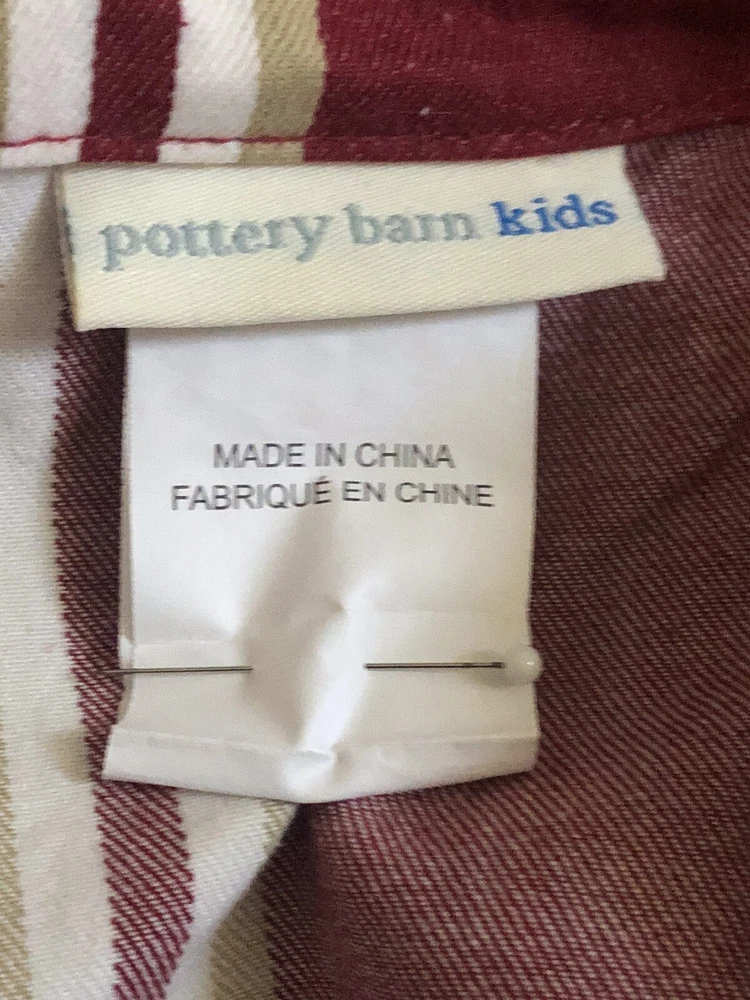 pottery barn kids
MADE IN CHINA
FABRIQUÉ EN CHINE